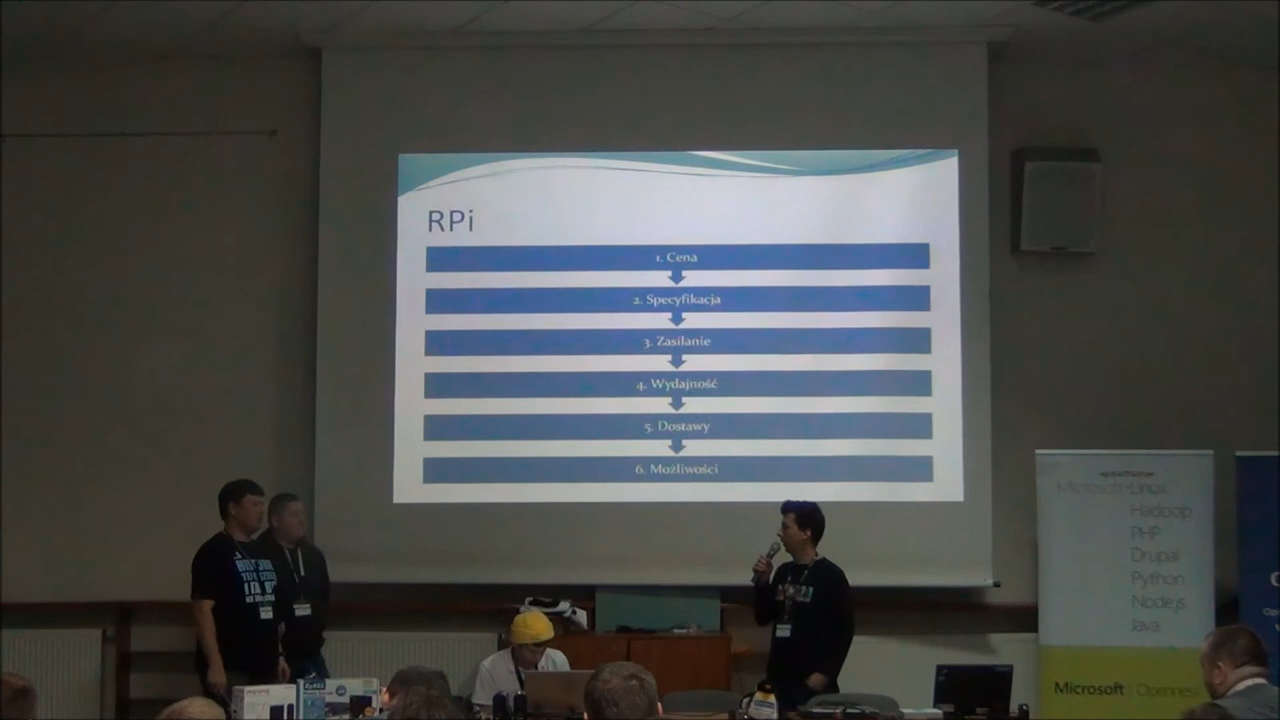 RPi
1. Cena
2. Specyfikacja
3. Zasilanie
4. Wydajność
5. Dostawy
6. Możliwości
Microsoft+Linux
Hadoop
PHP
Drupal
Python
Node.js
Java
Microsoft | Openness
ZyXEL